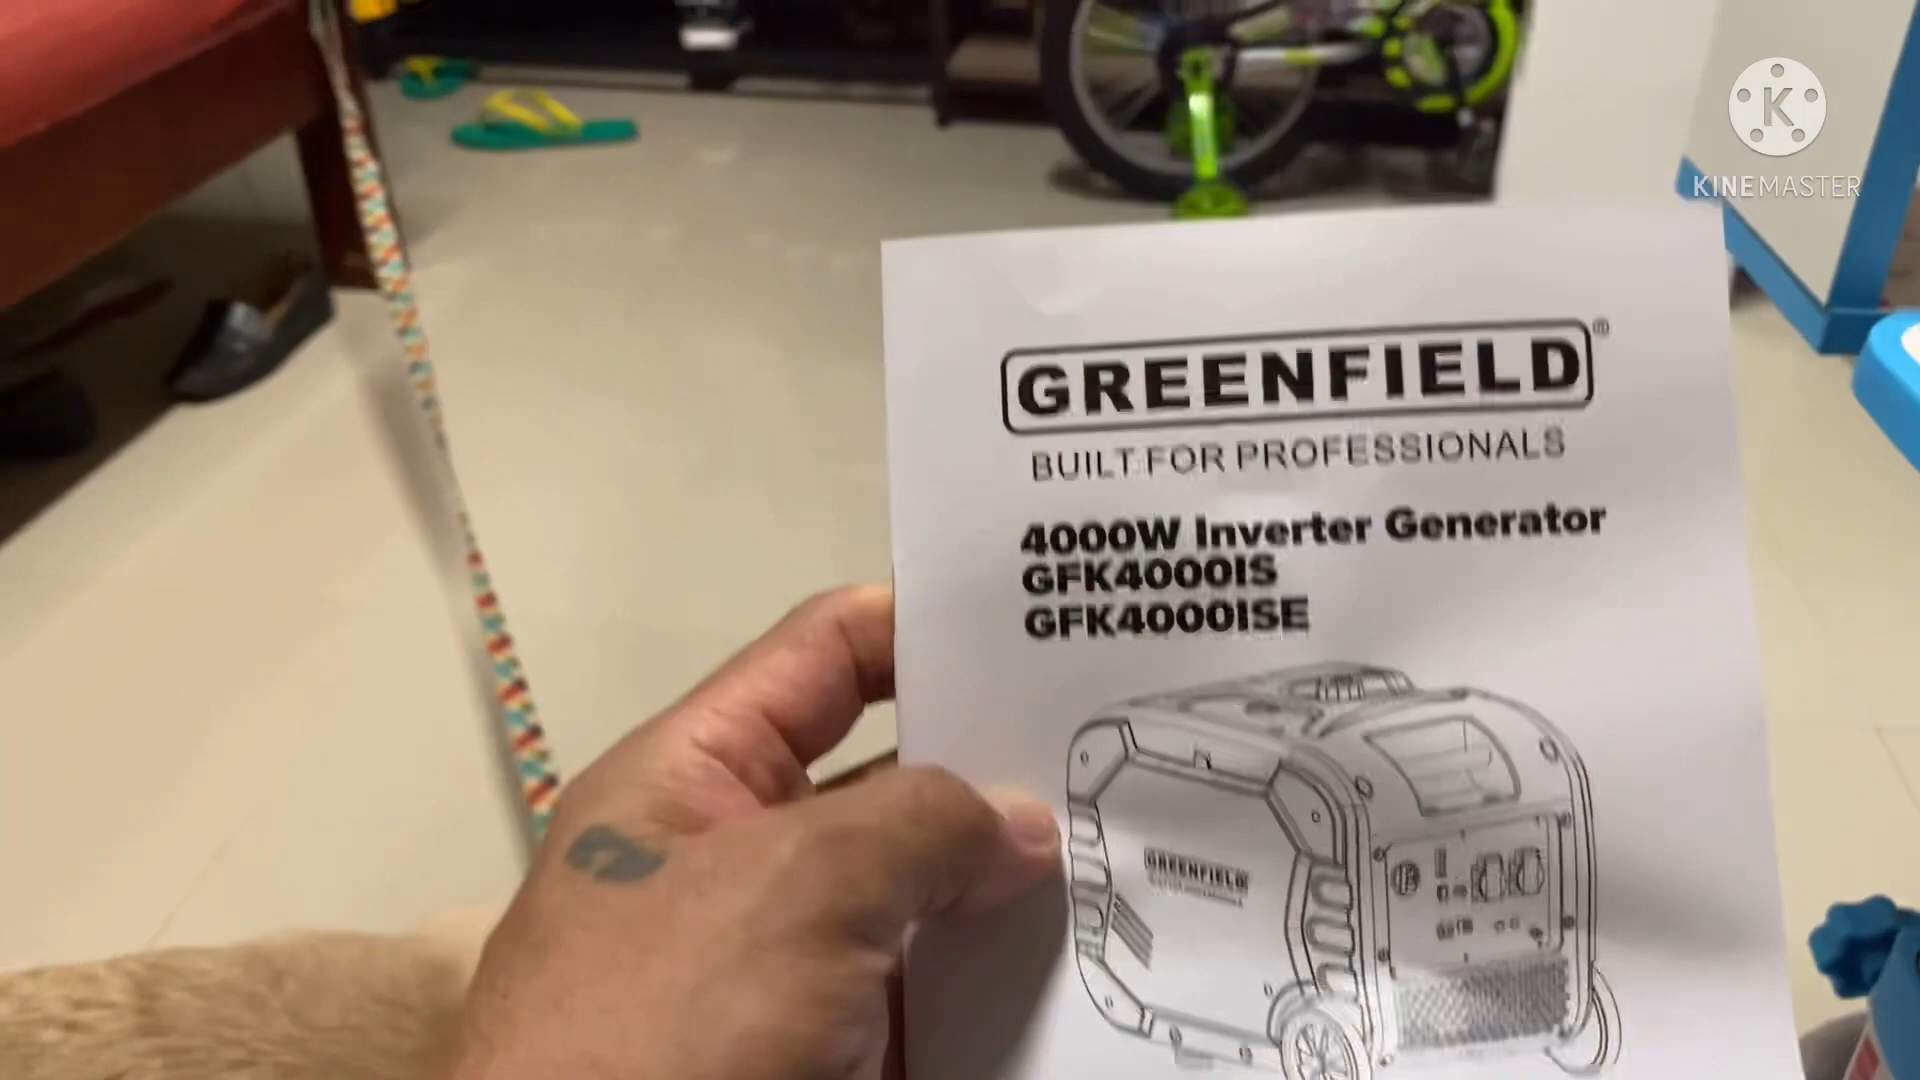 K
KINEMASTER
GREENFIELD®
BUILT FOR PROFESSIONALS
4000W Inverter Generator
GFK4000IS
GFK4000ISE
GREENFIELD